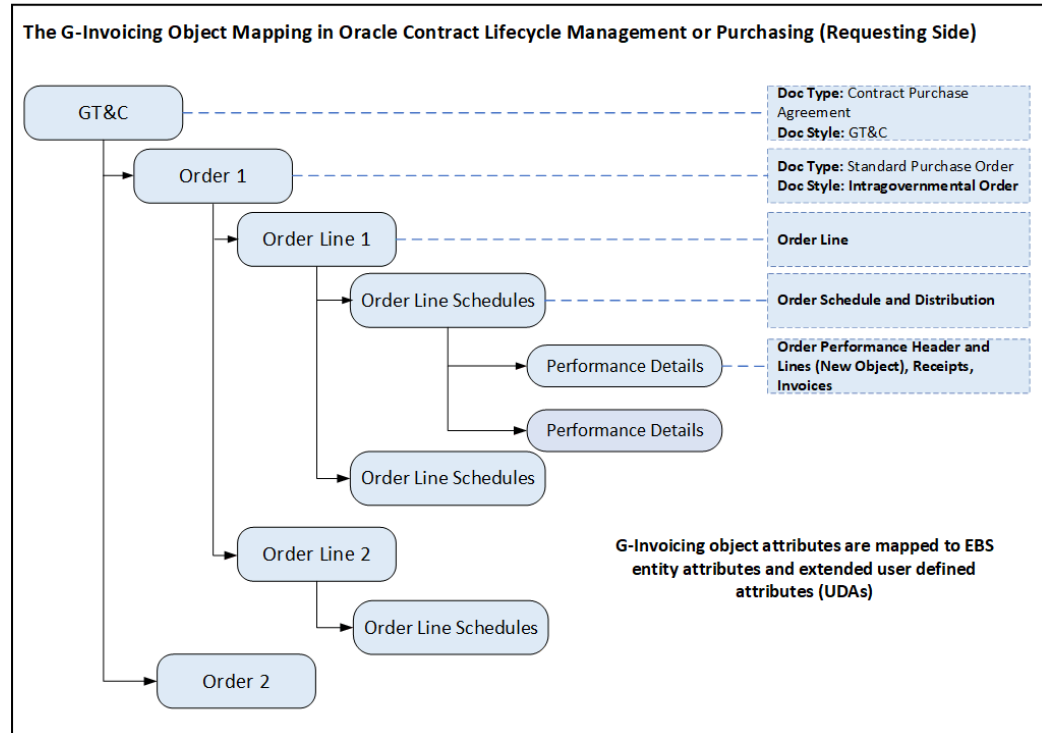 The G-Invoicing Object Mapping in Oracle Contract Lifecycle Management or Purchasing (Requesting Side)
GT&C
Doc Type: Contract Purchase
Agreement
Doc Style: GT&C
Order 1
Doc Type: Standard Purchase Order
Doc Style: Intragovernmental Order
Order Line 1
Order Line
Order Line Schedules
Order Schedule and Distribution
Performance Details
Order Performance Header and
Lines (New Object), Receipts,
Invoices
Performance Details
Order Line Schedules
Order Line 2
G-Invoicing object attributes are mapped to EBS
entity attributes and extended user defined
attributes (UDAs)
Order Line Schedules
Order 2